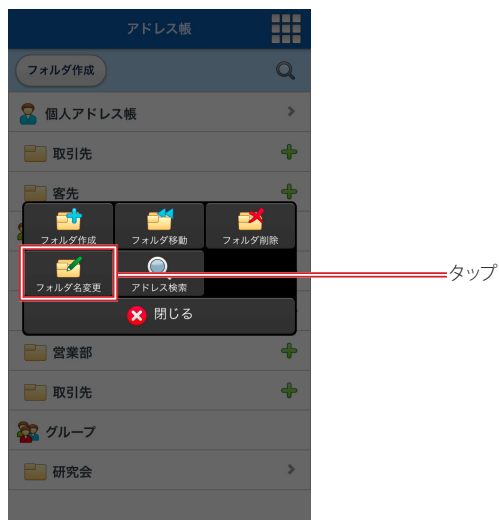 アドレス帳
フォルダ作成
個人アドレス帳
取引先
客先
フォルダ作成 フォルダ移動 フォルダ削除
フォルダ名変更 アドレス検索
タップ
閉じる
営業部
取引先
グループ
研究会